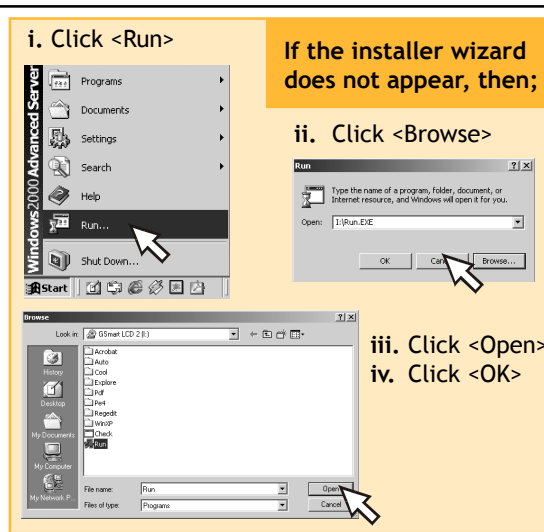 i. Click <Run>
If the installer wizard
does not appear, then;
Windows2000 Advanced Server
Programs
Documents
Settings
Search
Help
Run...
Shut Down...
Start
ii. Click <Browse>
Run
Type the name of a program, folder, document, or
Internet resource, and Windows will open it for you.
Open: I:\Run.EXE
OK
Browse...
Browse
Look in: GSmart LCD 2 (I:)
History
Desktop
My Documents
My Computer
My Network P...
Acrobat
Auto
Cool
Explore
Pdf
Pe4
Regedit
WinXP
Check
Run
File name: Run
Open
Files of type: Programs
Cancel
iii. Click <Open>
iv. Click <OK>